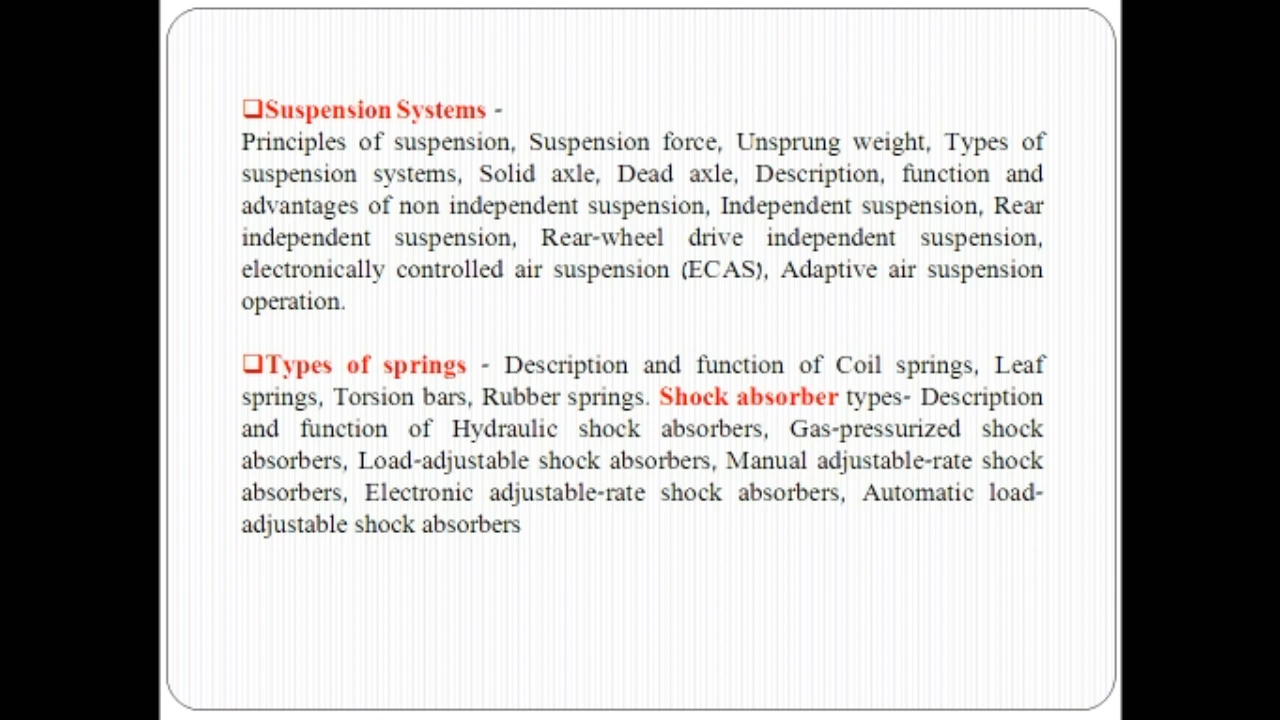 ❑Suspension Systems -
Principles of suspension, Suspension force, Unsprung weight, Types of
suspension systems, Solid axle, Dead axle, Description, function and
advantages of non independent suspension, Independent suspension, Rear
independent suspension, Rear-wheel drive independent suspension,
electronically controlled air suspension (ECAS), Adaptive air suspension
operation.
❑Types of springs - Description and function of Coil springs, Leaf
springs, Torsion bars, Rubber springs. Shock absorber types- Description
and function of Hydraulic shock absorbers, Gas-pressurized shock
absorbers, Load-adjustable shock absorbers, Manual adjustable-rate shock
absorbers, Electronic adjustable-rate shock absorbers, Automatic load-
adjustable shock absorbers